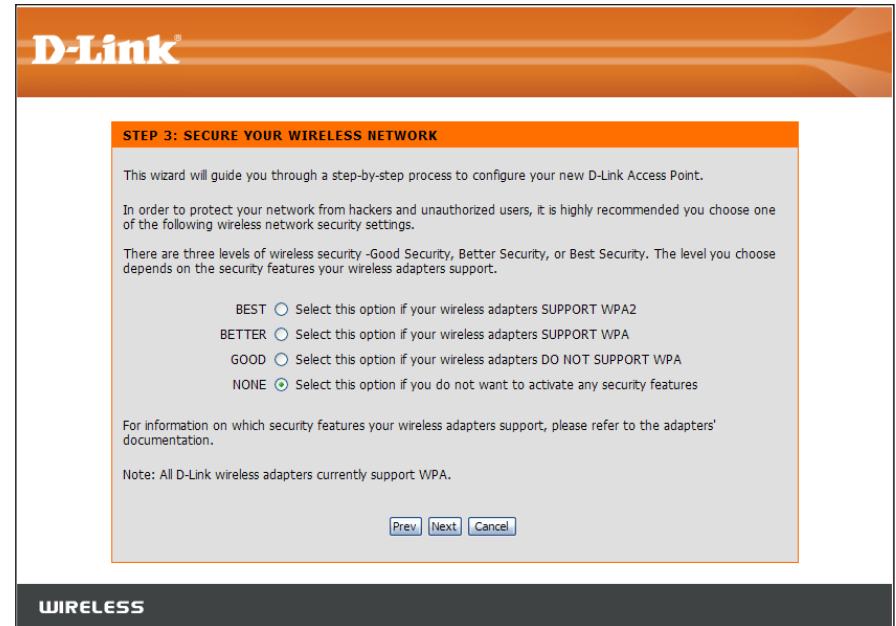 D-Link®
STEP 3: SECURE YOUR WIRELESS NETWORK
This wizard will guide you through a step-by-step process to configure your new D-Link Access Point.
In order to protect your network from hackers and unauthorized users, it is highly recommended you choose one
of the following wireless network security settings.
There are three levels of wireless security -Good Security, Better Security, or Best Security. The level you choose
depends on the security features your wireless adapters support.
BEST Select this option if your wireless adapters SUPPORT WPA2
BETTER Select this option if your wireless adapters SUPPORT WPA
GOOD Select this option if your wireless adapters DO NOT SUPPORT WPA
NONE Select this option if you do not want to activate any security features
For information on which security features your wireless adapters support, please refer to the adapters'
documentation.
Note: All D-Link wireless adapters currently support WPA.
Prev Next Cancel
WIRELESS